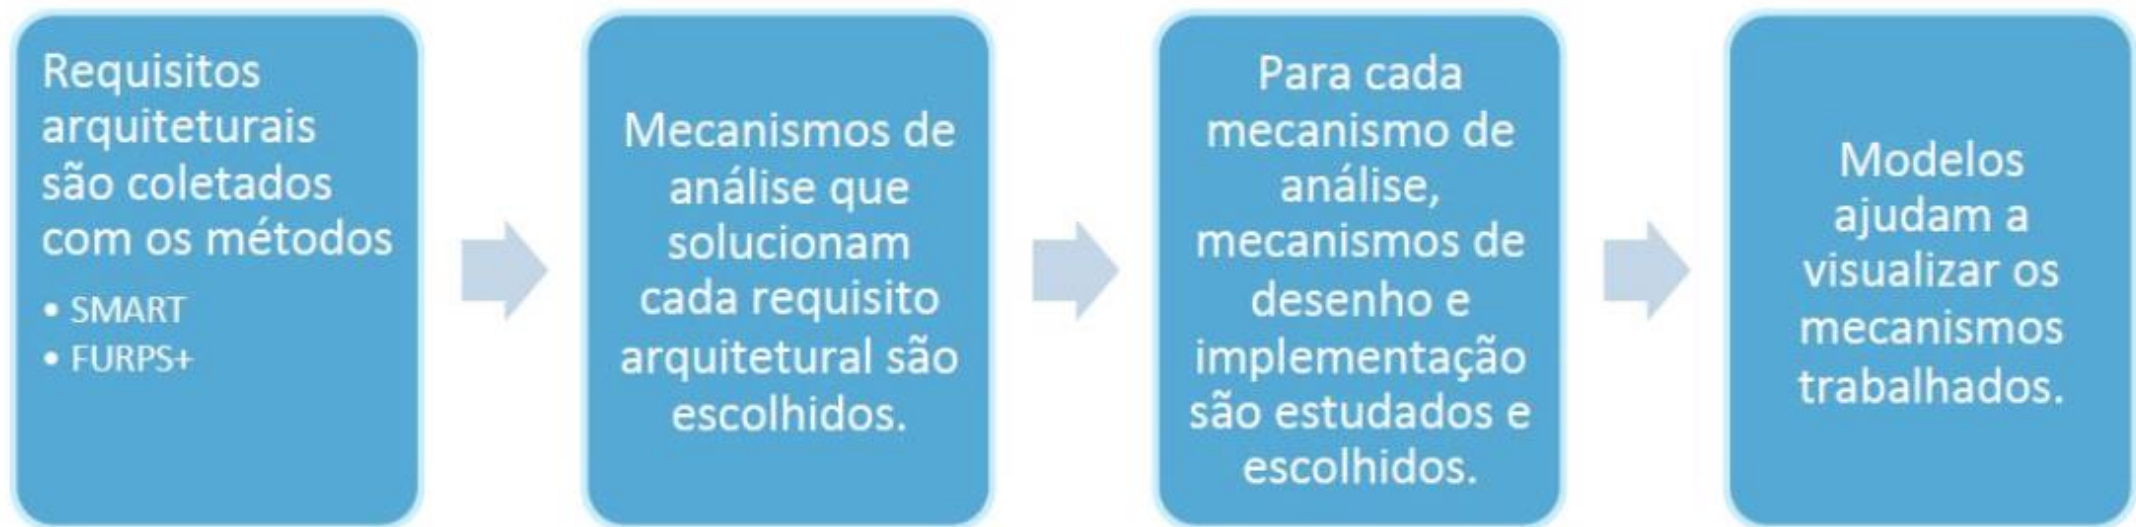 Requisitos
arquiteturais
são coletados
com os métodos
• SMART
• FURPS+
Mecanismos de
análise que
solucionam
cada requisito
arquitetural são
escolhidos.
Para cada
mecanismo de
análise,
mecanismos de
desenho e
implementação
são estudados e
escolhidos.
Modelos
ajudam a
visualizar os
mecanismos
trabalhados.